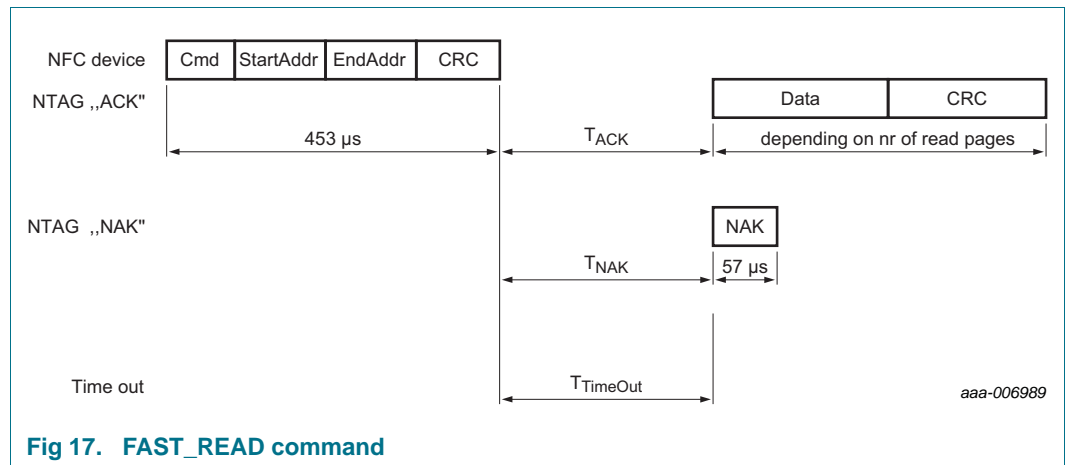 NFC device Cmd StartAddr EndAddr CRC
NTAG ,,ACK" Data CRC
453 µs TACK depending on nr of read pages
NTAG ,,NAK" NAK
TNAK 57 µs
Time out TTimeOut aaa-006989
Fig 17. FAST_READ command